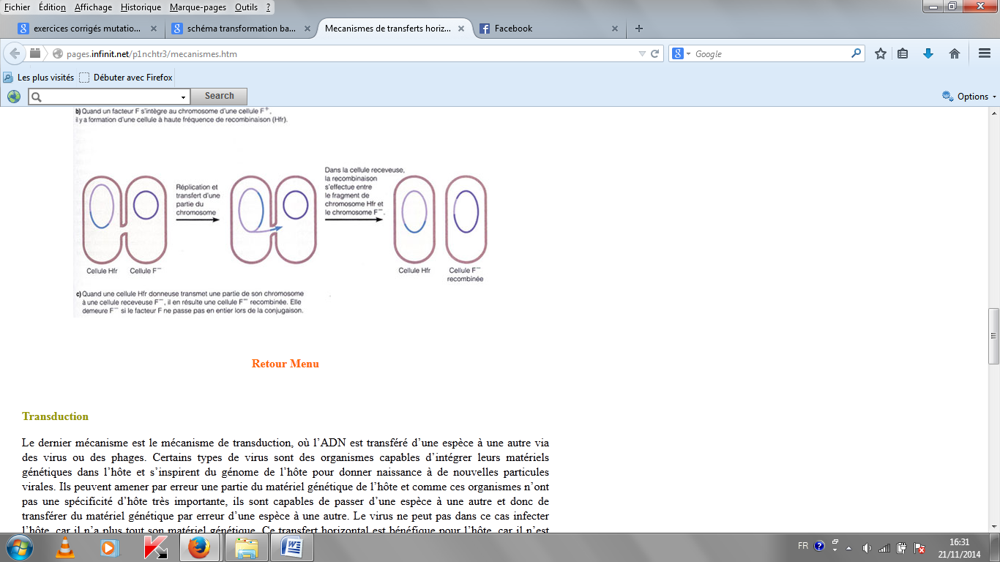 Fichier Édition Affichage Historique Marque-pages Outils ?
exercices corrigés mutatio... × schéma transformation ba... × Mecanismes de transferts horiz... × Facebook × +
pages.infinit.net/p1nchtr3/mecanismes.htm
Google
Les plus visités Débuter avec Firefox
Search
Options
b) Quand un facteur F s'intègre au chromosome d'une cellule F+,
il y a formation d'une cellule à haute fréquence de recombinaison (Hfr).
Réplication et
transfert d'une
partie du
chromosome
Dans la cellule receveuse,
la recombinaison
s'effectue entre
le fragment de
chromosome Hfr et
le chromosome F−.
Cellule Hfr Cellule F−
Cellule Hfr Cellule F−
recombinée
c) Quand une cellule Hfr donneuse transmet une partie de son chromosome
à une cellule receveuse F−, il en résulte une cellule F− recombinée. Elle
demeure F− si le facteur F ne passe pas en entier lors de la conjugaison.
Retour Menu
Transduction
Le dernier mécanisme est le mécanisme de transduction, où l’ADN est transféré d’une espèce à une autre via
des virus ou des phages. Certains types de virus sont des organismes capables d’intégrer leurs matériels
génétiques dans l’hôte et s’inspirent du génome de l’hôte pour donner naissance à de nouvelles particules
virales. Ils peuvent amener par erreur une partie du matériel génétique de l’hôte et comme ces organismes n’ont
pas une spécificité d’hôte très importante, ils sont capables de passer d’une espèce à une autre et donc de
transférer du matériel génétique par erreur d’une espèce à une autre. Le virus ne peut pas dans ce cas infecter
l’hôte, car il n’a plus tout son matériel génétique. Ce transfert horizontal est bénéfique pour l’hôte, car il n’est
FR
16:31
21/11/2014